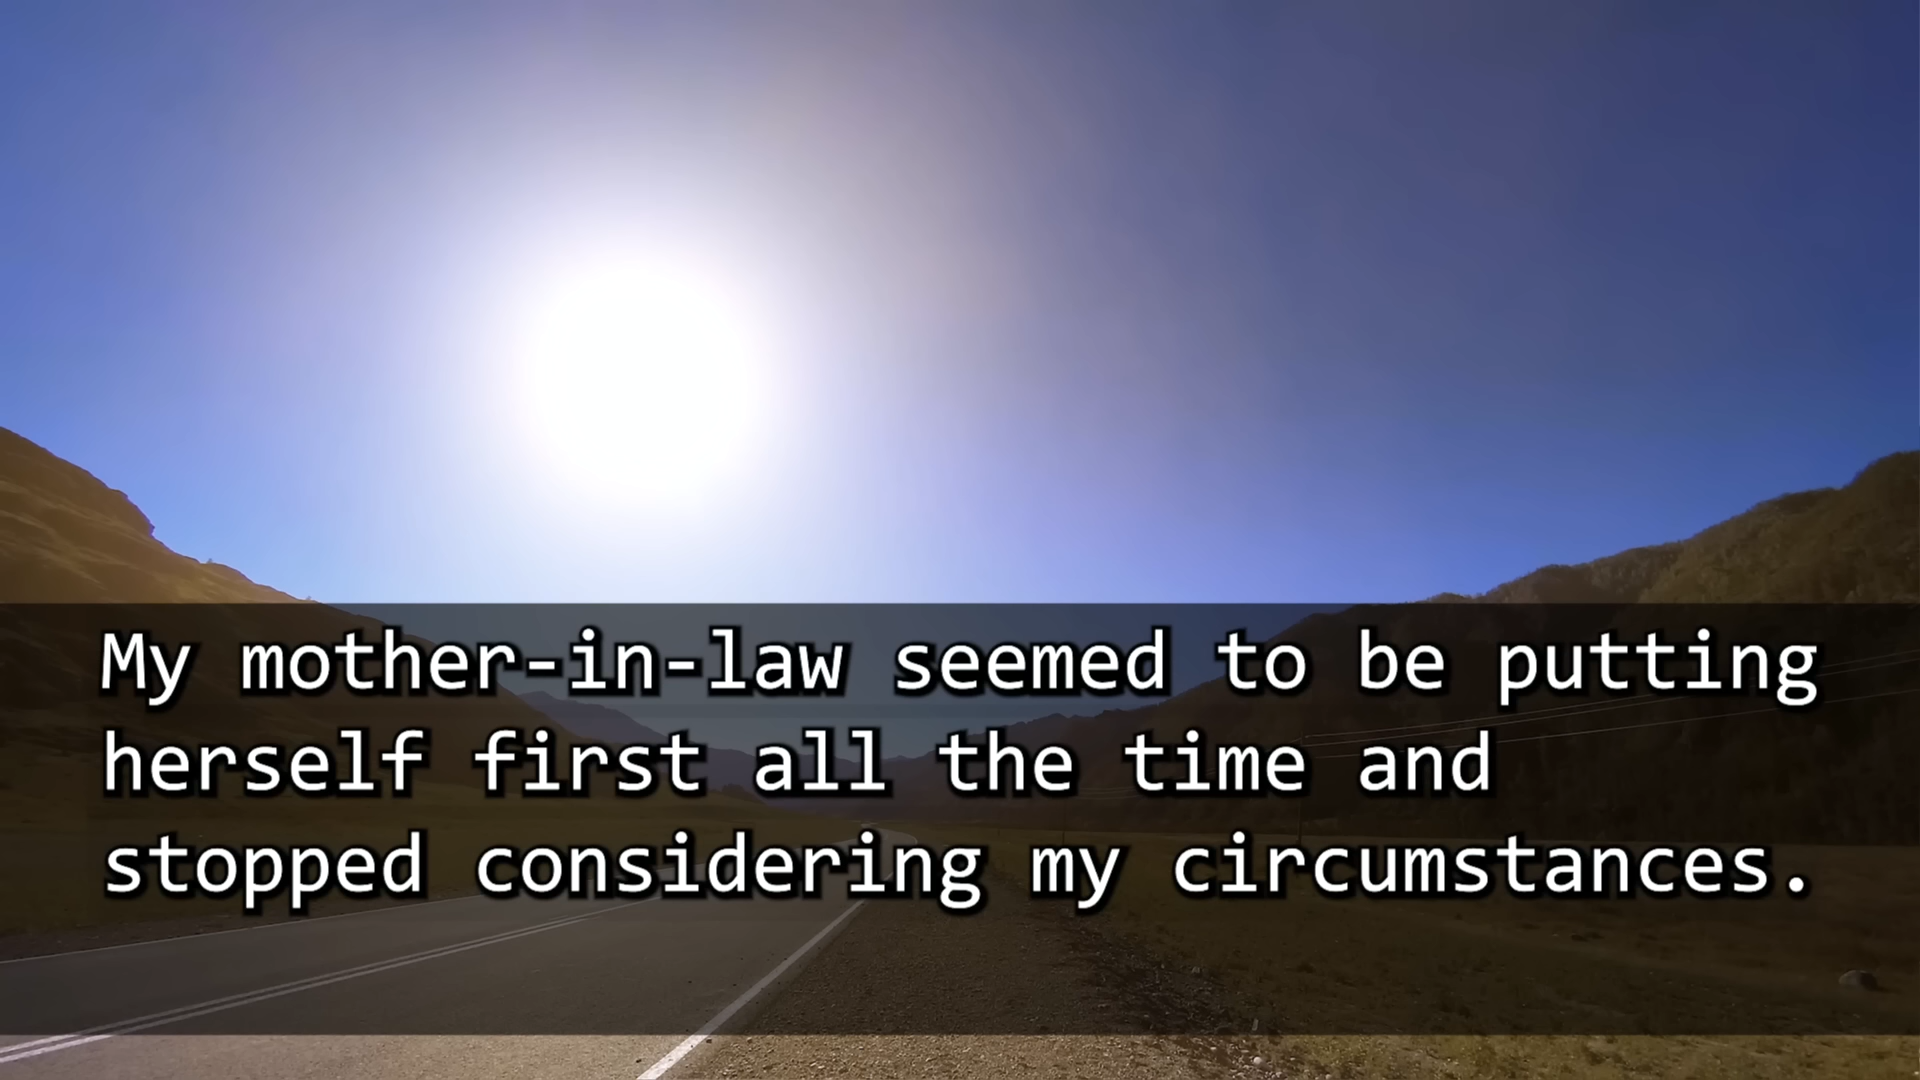 My mother-in-law seemed to be putting
herself first all the time and
stopped considering my circumstances.